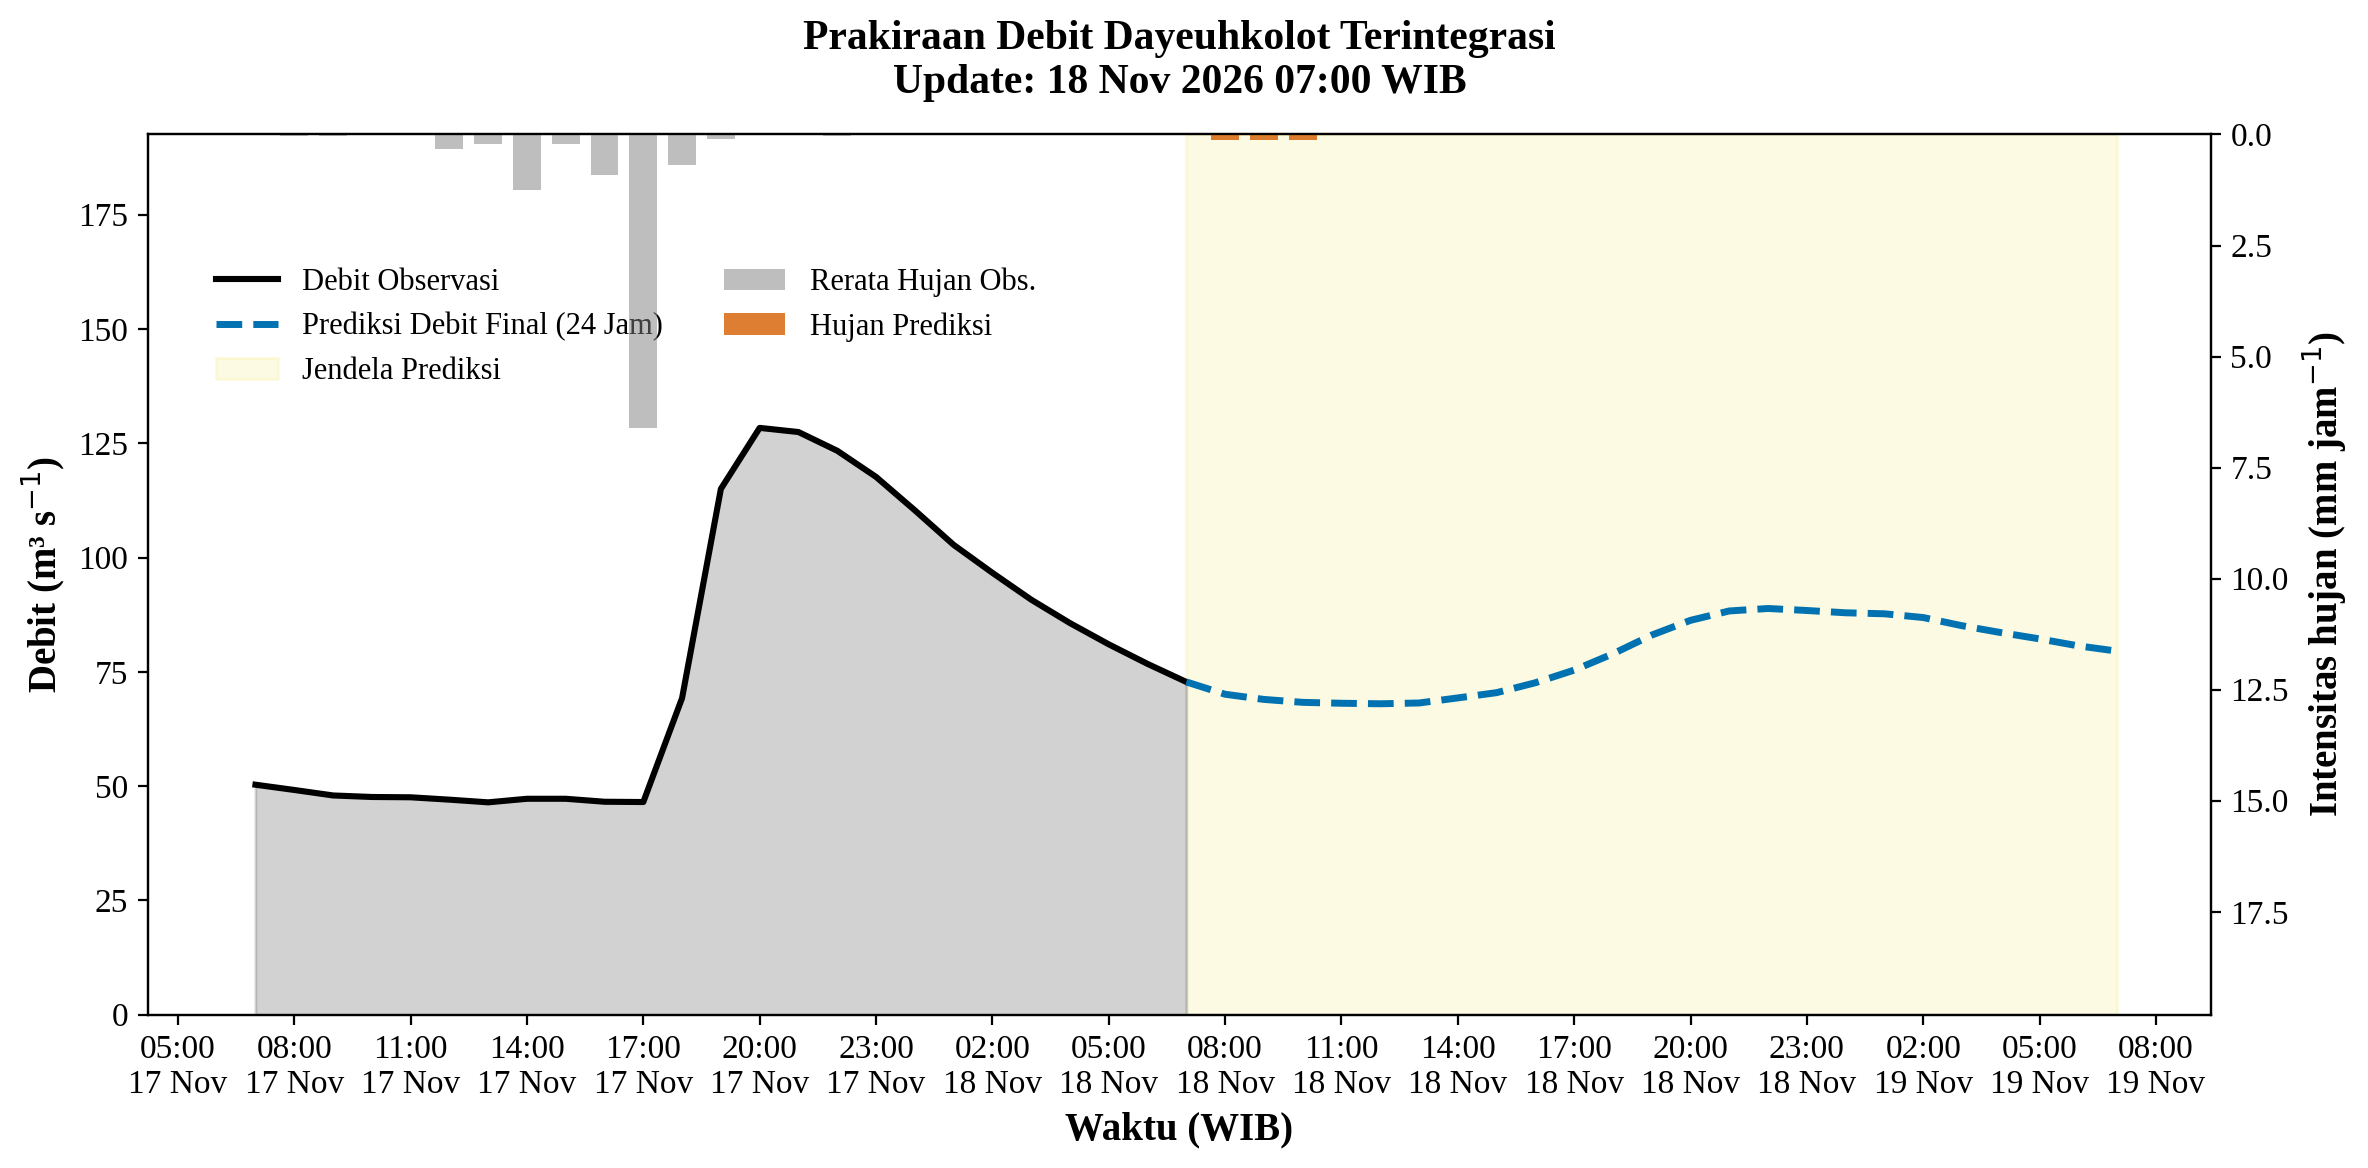 Prakiraan Debit Dayeuhkolot Terintegrasi
Update: 18 Nov 2026 07:00 WIB
Debit Observasi
Prediksi Debit Final (24 Jam)
Jendela Prediksi
Rerata Hujan Obs.
Hujan Prediksi
Debit (m³ s⁻¹)
175
150
125
100
75
50
25
0
Intensitas hujan (mm jam⁻¹)
0.0
2.5
5.0
7.5
10.0
12.5
15.0
17.5
05:00 08:00 11:00 14:00 17:00 20:00 23:00 02:00 05:00 08:00 11:00 14:00 17:00 20:00 23:00 02:00 05:00 08:00
17 Nov 17 Nov 17 Nov 17 Nov 17 Nov 17 Nov 17 Nov 18 Nov 18 Nov 18 Nov 18 Nov 18 Nov 18 Nov 18 Nov 18 Nov 19 Nov 19 Nov 19 Nov
Waktu (WIB)